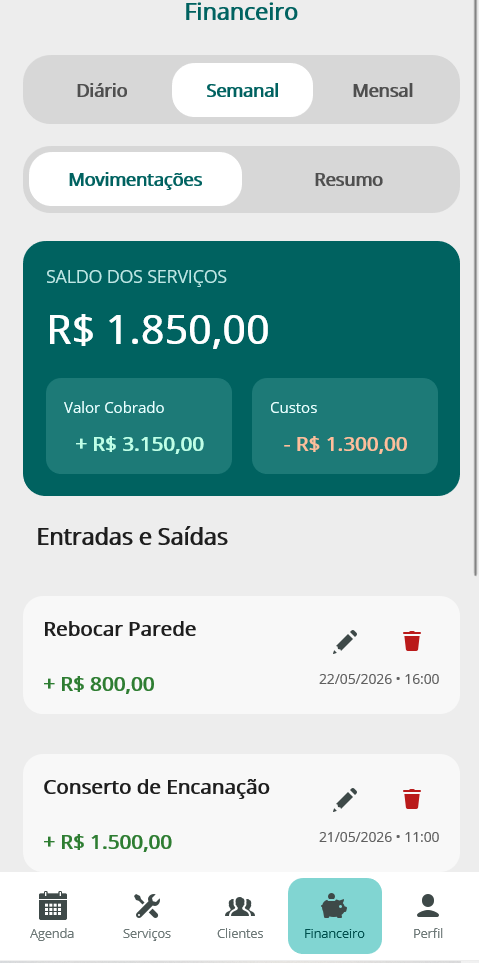 Financeiro
Diário Semanal Mensal
Movimentações Resumo
SALDO DOS SERVIÇOS
R$ 1.850,00
Valor Cobrado Custos
+ R$ 3.150,00 - R$ 1.300,00
Entradas e Saídas
Rebocar Parede
+ R$ 800,00 22/05/2026 • 16:00
Conserto de Encanação
+ R$ 1.500,00 21/05/2026 • 11:00
Agenda Serviços Clientes Financeiro Perfil